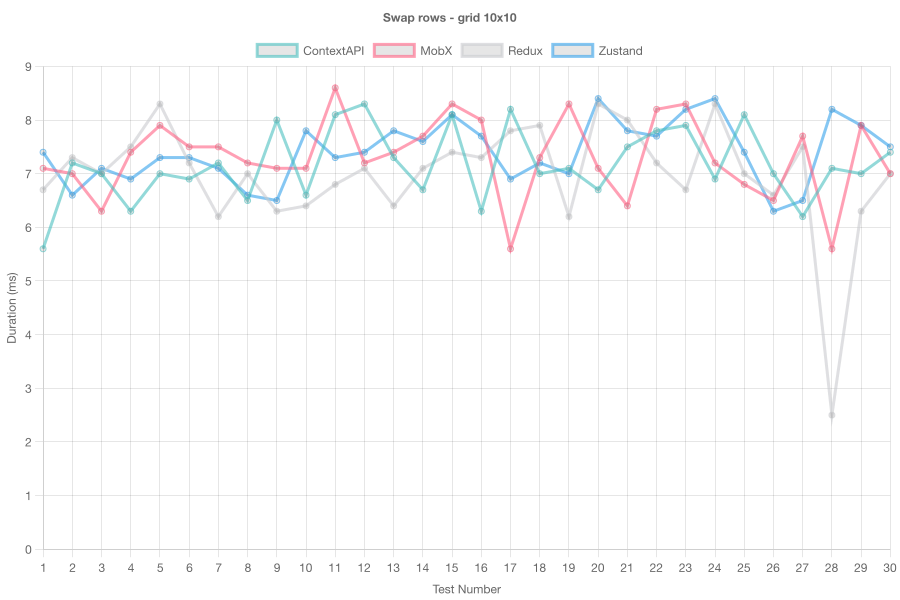 Swap rows - grid 10x10
ContextAPI MobX Redux Zustand
9
8
7
6
5
4
3
2
1
0
Duration (ms)
1 2 3 4 5 6 7 8 9 10 11 12 13 14 15 16 17 18 19 20 21 22 23 24 25 26 27 28 29 30
Test Number